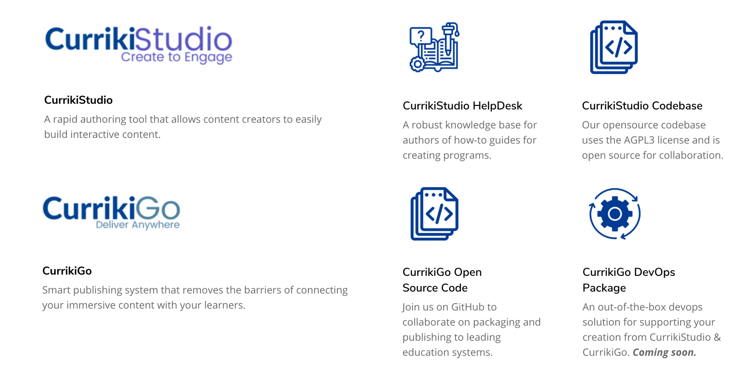 CurrikiStudio
Create to Engage
CurrikiStudio
A rapid authoring tool that allows content creators to easily
build interactive content.
?
CurrikiStudio HelpDesk
A robust knowledge base for
authors of how-to guides for
creating programs.
</>
CurrikiStudio Codebase
Our opensource codebase
uses the AGPL3 license and is
open source for collaboration.
CurrikiGo
Deliver Anywhere
CurrikiGo
Smart publishing system that removes the barriers of connecting
your immersive content with your learners.
</>
CurrikiGo Open
Source Code
Join us on GitHub to
collaborate on packaging and
publishing to leading
education systems.
CurrikiGo DevOps
Package
An out-of-the-box devops
solution for supporting your
creation from CurrikiStudio &
CurrikiGo. Coming soon.